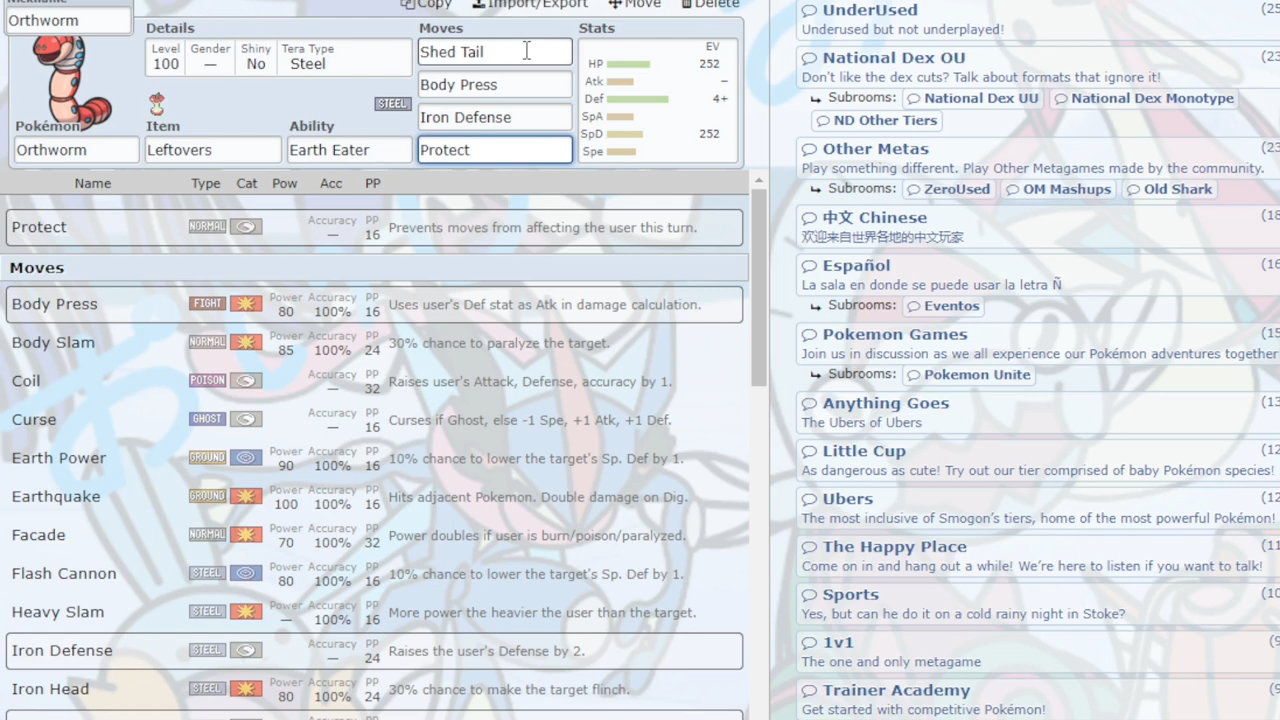 Nickname
Copy Import/Export Move Delete
Orthworm
Details
Moves
Stats
Level Gender Shiny Tera Type
100 — No Steel
Shed Tail
EV
HP 252
Atk –
Def 4+
SpA
SpD 252
Spe
Body Press
STEEL
Iron Defense
Pokémon
Item
Ability
Orthworm
Leftovers
Earth Eater
Protect
Name Type Cat Pow Acc PP
Protect NORMAL Accuracy — PP 16 Prevents moves from affecting the user this turn.
Moves
Body Press FIGHT Power 80 Accuracy 100% PP 16 Uses user's Def stat as Atk in damage calculation.
Body Slam NORMAL Power 85 Accuracy 100% PP 24 30% chance to paralyze the target.
Coil POISON Accuracy — PP 32 Raises user's Attack, Defense, accuracy by 1.
Curse GHOST Accuracy — PP 16 Curses if Ghost, else -1 Spe, +1 Atk, +1 Def.
Earth Power GROUND Power 90 Accuracy 100% PP 16 10% chance to lower the target's Sp. Def by 1.
Earthquake GROUND Power 100 Accuracy 100% PP 16 Hits adjacent Pokemon. Double damage on Dig.
Facade NORMAL Power 70 Accuracy 100% PP 32 Power doubles if user is burn/poison/paralyzed.
Flash Cannon STEEL Power 80 Accuracy 100% PP 16 10% chance to lower the target's Sp. Def by 1.
Heavy Slam STEEL Power — Accuracy 100% PP 16 More power the heavier the user than the target.
Iron Defense STEEL Accuracy — PP 24 Raises the user's Defense by 2.
Iron Head STEEL Power 80 Accuracy 100% PP 24 30% chance to make the target flinch.
UnderUsed (25
Underused but not underplayed!
National Dex OU (23
Don't like the dex cuts? Talk about formats that ignore it!
Subrooms: National Dex UU National Dex Monotype
ND Other Tiers
Other Metas (23
Play something different. Play Other Metagames made by the community.
Subrooms: ZeroUsed OM Mashups Old Shark
中文 Chinese (18
欢迎来自世界各地的中文玩家
Español (16
La sala en donde se puede usar la letra Ñ
Subrooms: Eventos
Pokemon Games (15
Join us in discussion as we all experience our Pokémon adventures together
Subrooms: Pokemon Unite
Anything Goes (13
The Ubers of Ubers
Little Cup (12
As dangerous as cute! Try out our tier comprised of baby Pokémon species!
Ubers (12
The most inclusive of Smogon's tiers, home of the most powerful Pokémon!
The Happy Place (11
Come on in and hang out a while! We're here to listen if you want to talk!
Sports (10
Yes, but can he do it on a cold rainy night in Stoke?
1v1 (9
The one and only metagame
Trainer Academy (9
Get started with competitive Pokémon!